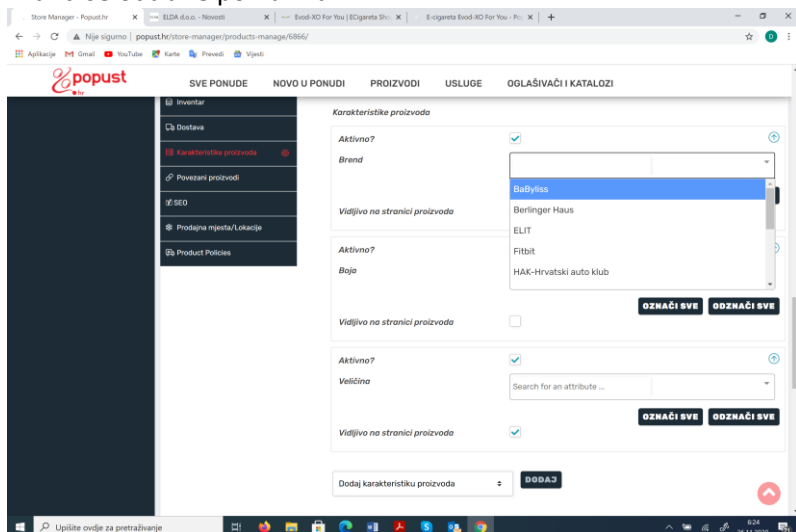 Store Manager - Popust.hr
ELDA d.o.o. - Novosti
Evod-XO For You | ECigareta Sho
E-cigareta Evod-XO For You - Po
Nije sigurno | popust.hr/store-manager/products-manage/6866/
Aplikacije Gmail YouTube Karte Prevedi Vijesti
popust
hr
SVE PONUDE NOVO U PONUDI PROIZVODI USLUGE OGLAŠIVAČI I KATALOZI
Inventar
Dostava
Karakteristike proizvoda
Povezani proizvodi
SEO
Prodajna mjesta/Lokacije
Product Policies
Karakteristike proizvoda
Aktivno?
Brend
BaByliss
Berlinger Haus
ELIT
Fitbit
HAK-Hrvatski auto klub
Vidljivo na stranici proizvoda
Aktivno?
Boja
OZNAČI SVE ODZNAČI SVE
Vidljivo na stranici proizvoda
Aktivno?
Veličina
Search for an attribute ...
OZNAČI SVE ODZNAČI SVE
Vidljivo na stranici proizvoda
Dodaj karakteristiku proizvoda
DODAJ
Upišite ovdje za pretraživanje
6:24